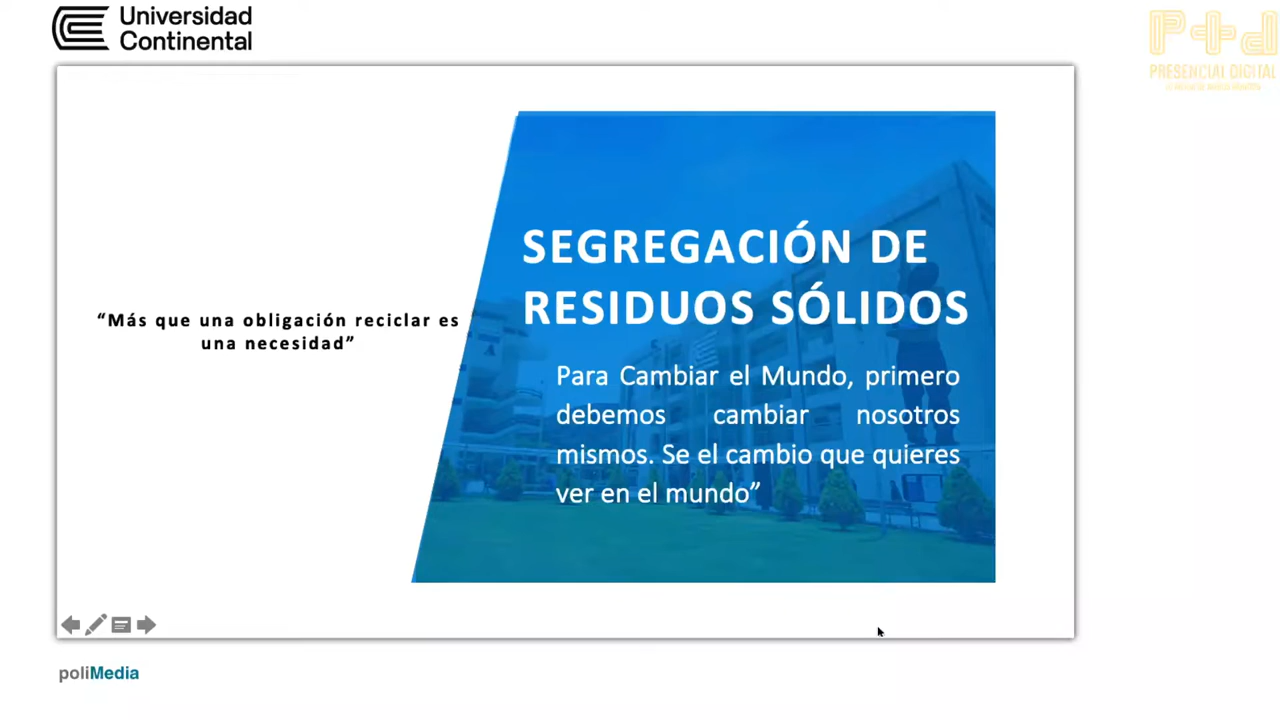 Universidad
Continental
P+d
PRESENCIAL DIGITAL
“Más que una obligación reciclar es
una necesidad”
SEGREGACIÓN DE
RESIDUOS SÓLIDOS
Para Cambiar el Mundo, primero
debemos cambiar nosotros
mismos. Se el cambio que quieres
ver en el mundo”
poliMedia